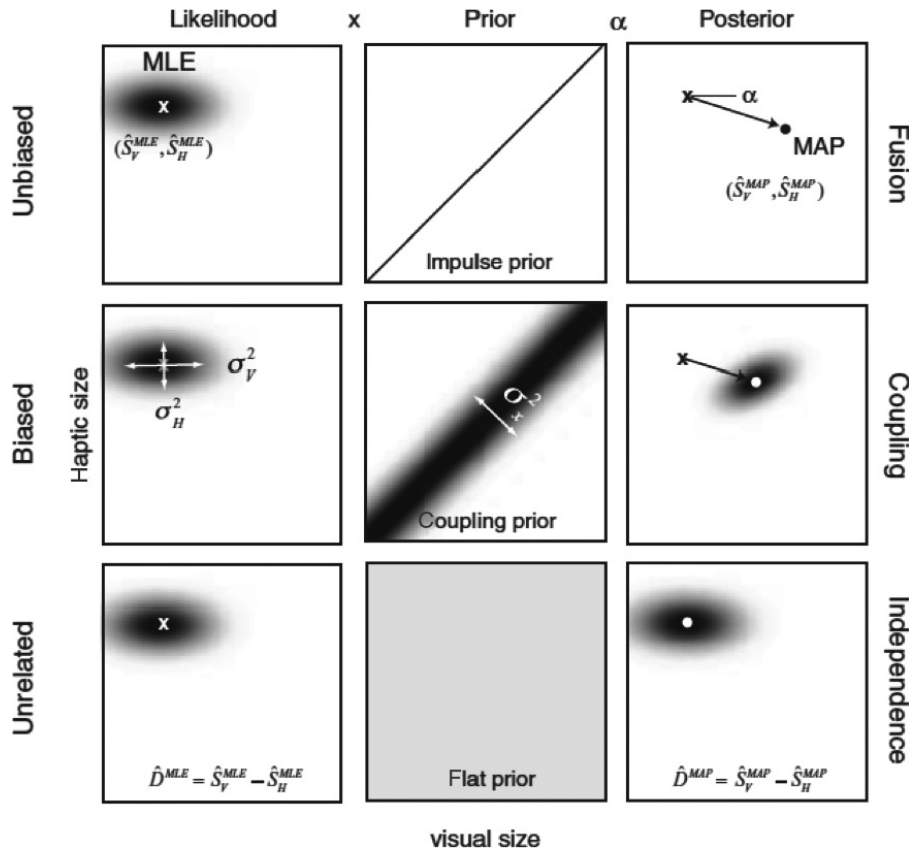 Likelihood x Prior α Posterior
Unbiased
MLE
x
(Ŝ_V^MLE, Ŝ_H^MLE)
Impulse prior
x α
MAP
(Ŝ_V^MAP, Ŝ_H^MAP)
Fusion
Biased
Haptic size
x
σ_V^2
σ_H^2
σ_x^2
Coupling prior
x
Coupling
Unrelated
x
D̂^MLE = Ŝ_V^MLE – Ŝ_H^MLE
Flat prior
D̂^MAP = Ŝ_V^MAP – Ŝ_H^MAP
Independence
visual size